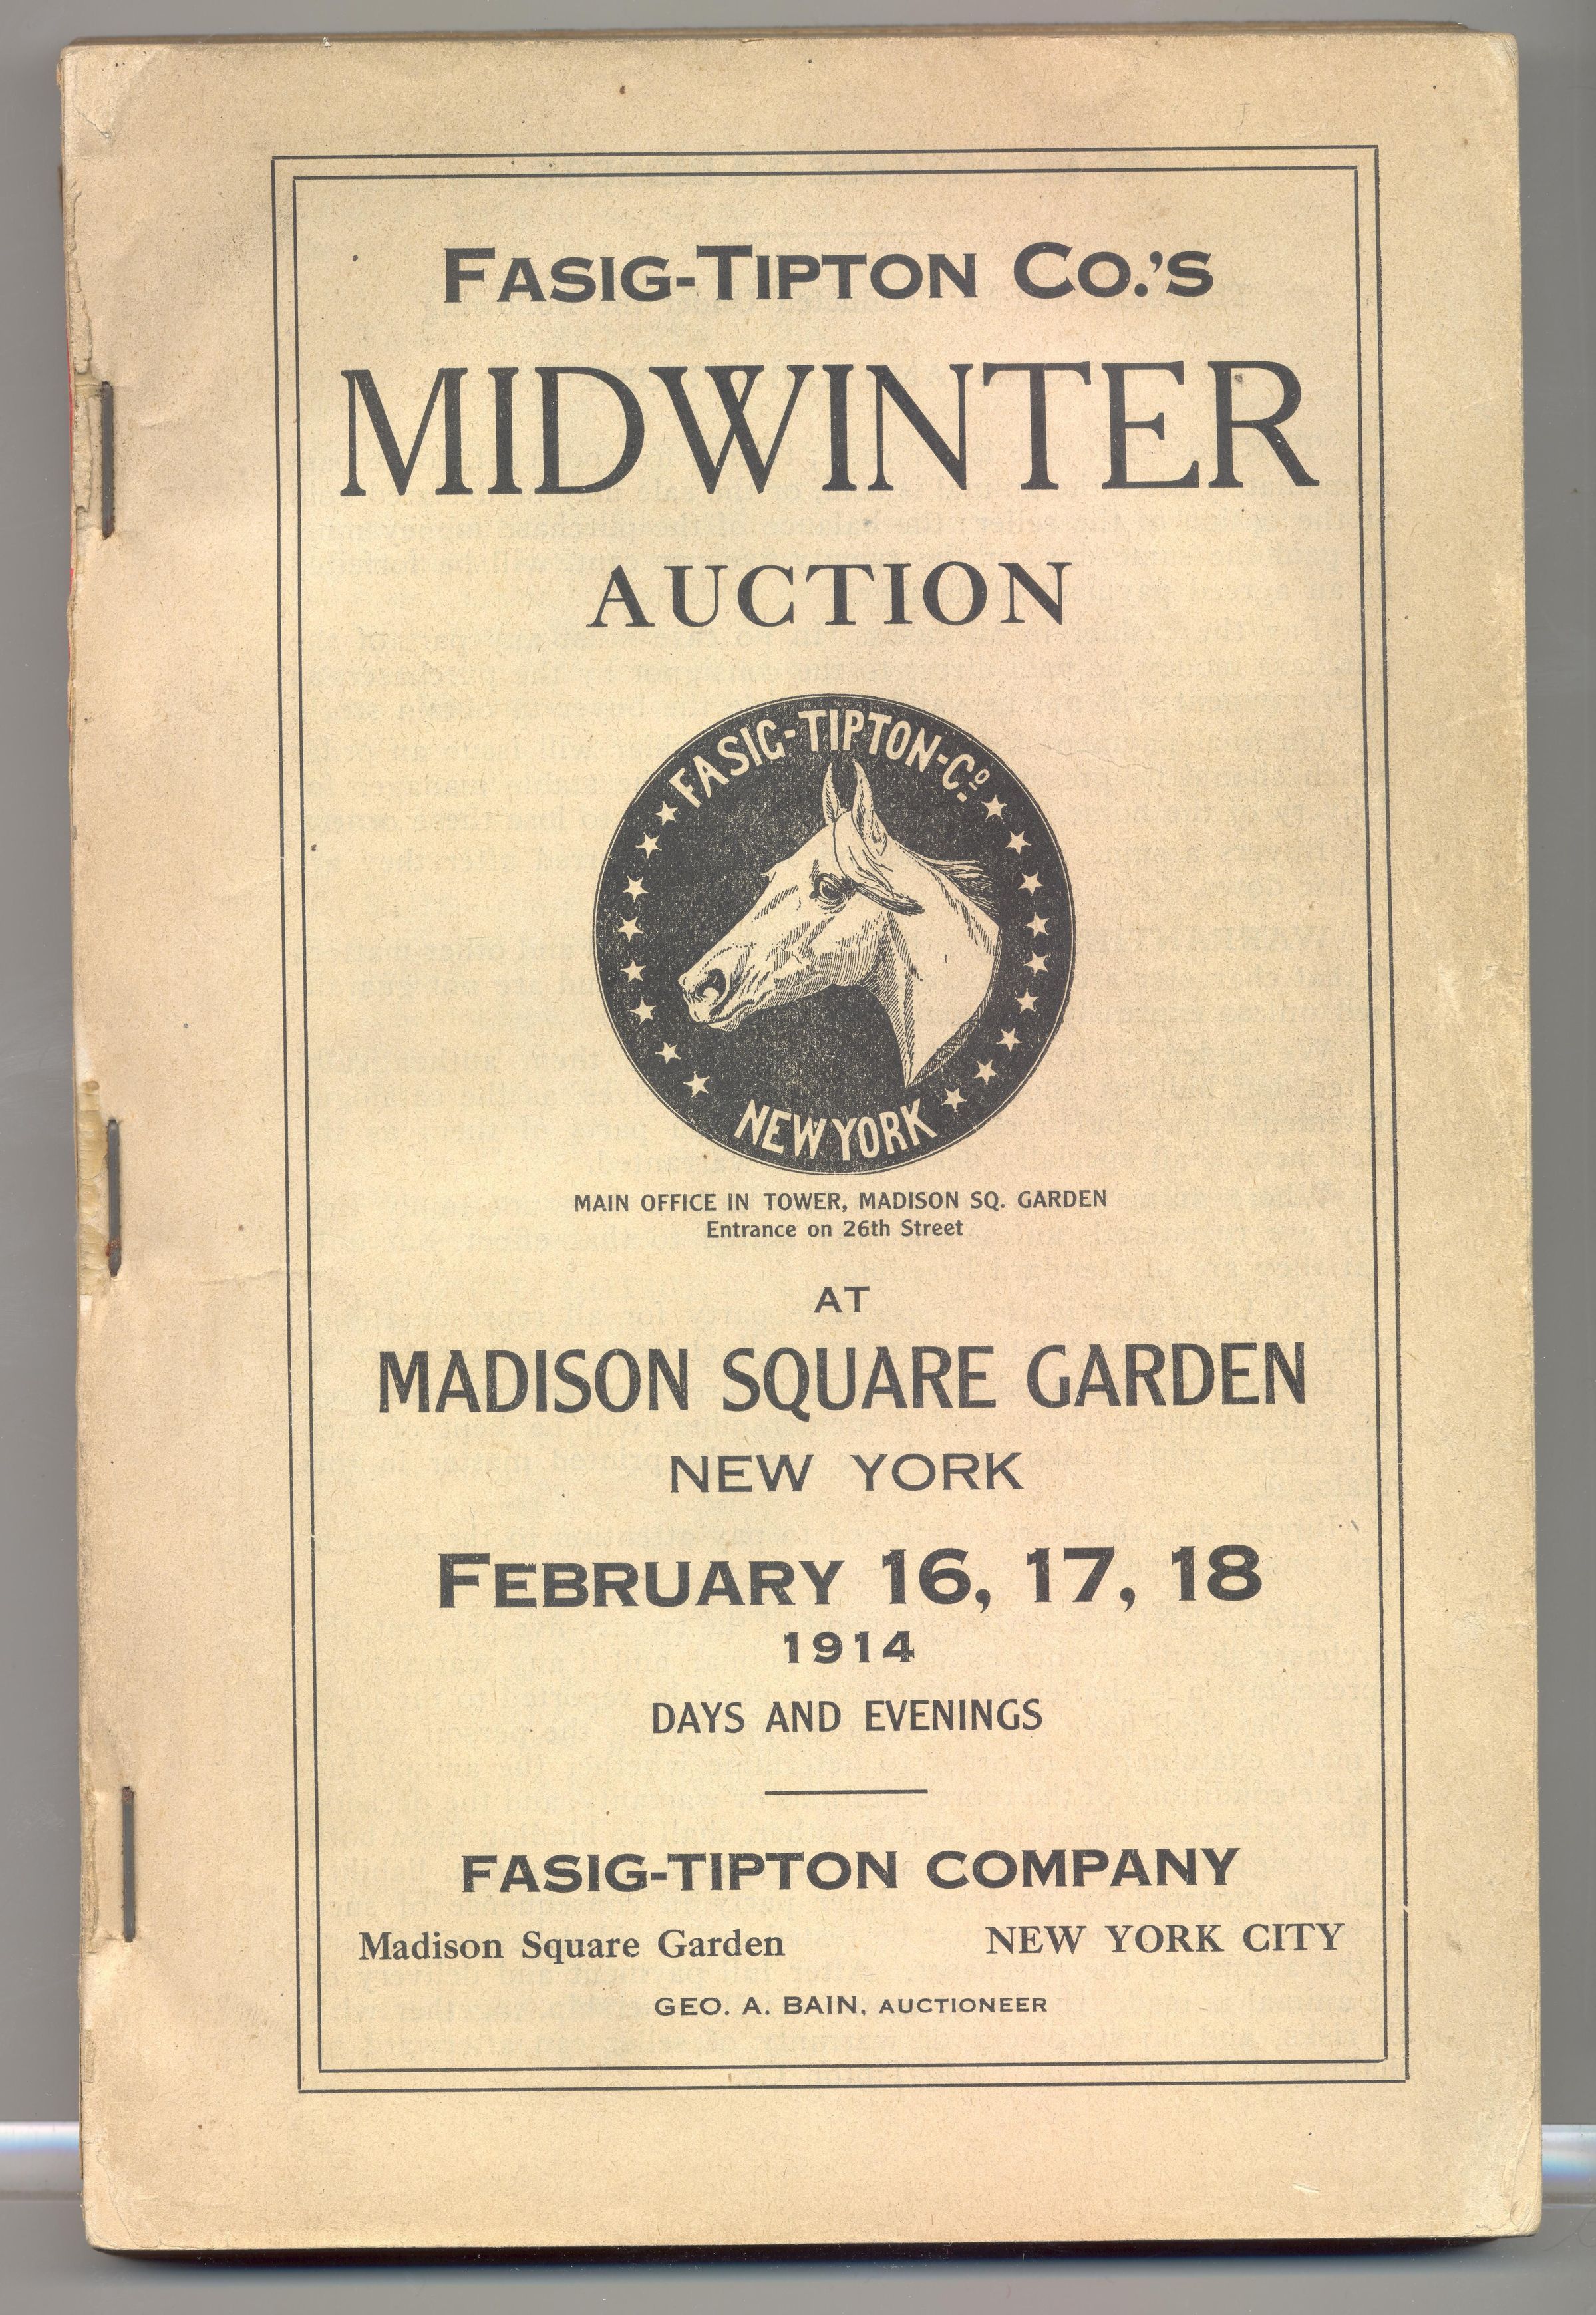 FASIG-TIPTON CO.'S
MIDWINTER
AUCTION
FASIG-TIPTON-Cº.
NEW YORK
MAIN OFFICE IN TOWER, MADISON SQ. GARDEN
Entrance on 26th Street
AT
MADISON SQUARE GARDEN
NEW YORK
FEBRUARY 16, 17, 18
1914
DAYS AND EVENINGS
FASIG-TIPTON COMPANY
Madison Square Garden NEW YORK CITY
GEO. A. BAIN, AUCTIONEER